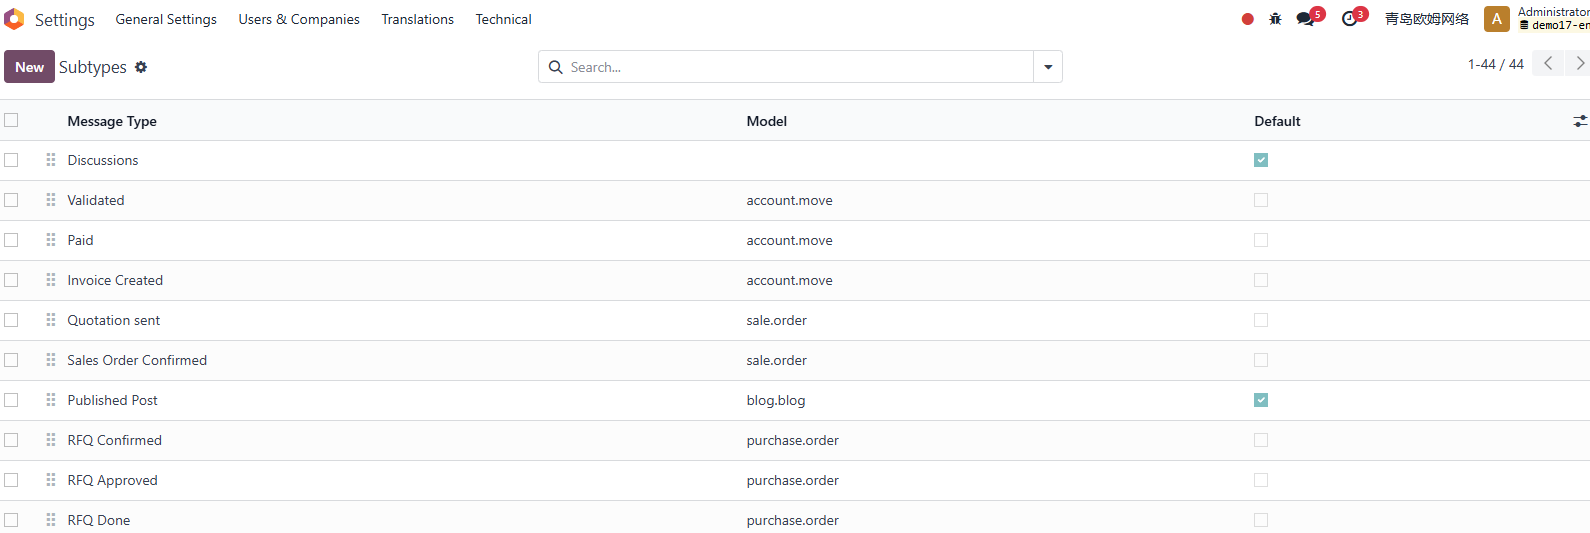 Settings General Settings Users & Companies Translations Technical 5 3 青岛欧姆网络 A Administrator
demo17-en
New Subtypes Search... 1-44 / 44
Message Type Model Default
Discussions
Validated account.move
Paid account.move
Invoice Created account.move
Quotation sent sale.order
Sales Order Confirmed sale.order
Published Post blog.blog
RFQ Confirmed purchase.order
RFQ Approved purchase.order
RFQ Done purchase.order